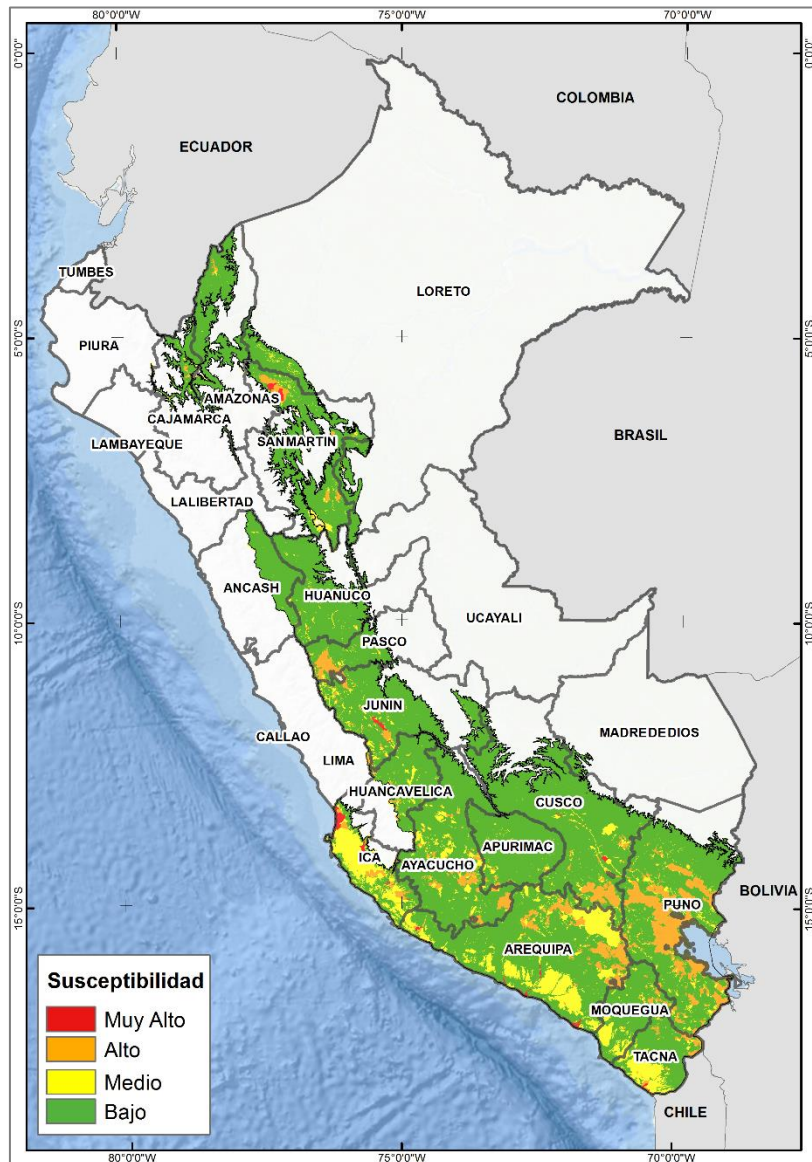 80°0'0"W
75°0'0"W
70°0'0"W
0°0'0"
0°0'0"
COLOMBIA
ECUADOR
TUMBES
LORETO
5°0'0"S
5°0'0"S
PIURA
AMAZONAS
CAJAMARCA
BRASIL
LAMBAYEQUE
SANMARTIN
LALIBERTAD
ANCASH
HUANUCO
UCAYALI
10°0'0"S
10°0'0"S
PASCO
JUNIN
MADREDEDIOS
CALLAO
LIMA
HUANCAVELICA
CUSCO
ICA
AYACUCHO
APURIMAC
BOLIVIA
PUNO
15°0'0"S
15°0'0"S
AREQUIPA
MOQUEGUA
TACNA
CHILE
Susceptibilidad
Muy Alto
Alto
Medio
Bajo
80°0'0"W
75°0'0"W
70°0'0"W